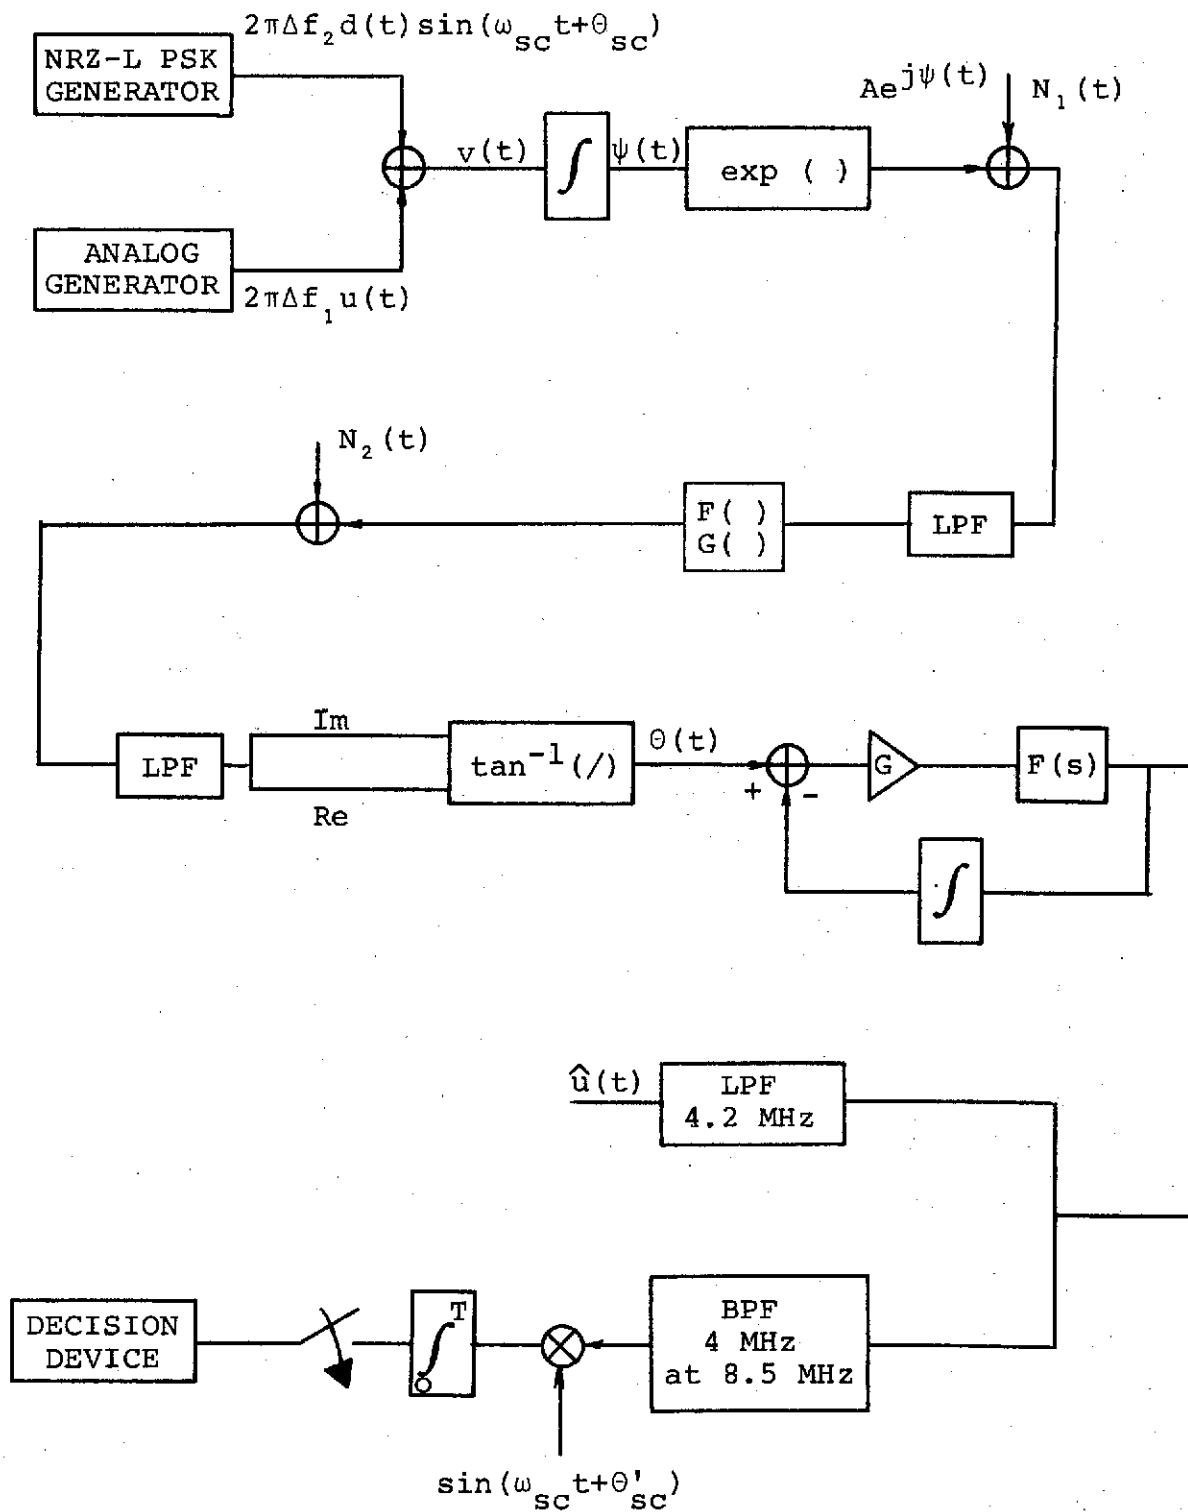 2πΔf₂d(t)sin(ω_sc t+θ_sc)
NRZ-L PSK
GENERATOR
Ae^jψ(t)
N₁(t)
v(t)
∫
ψ(t)
exp ( )
ANALOG
GENERATOR
2πΔf₁u(t)
N₂(t)
F( )
G( )
LPF
LPF
Im
Re
tan⁻¹(/)
θ(t)
+
-
G
F(s)
∫
û(t)
LPF
4.2 MHz
DECISION
DEVICE
∫₀ᵀ
BPF
4 MHz
at 8.5 MHz
sin(ω_sc t+θ'_sc)